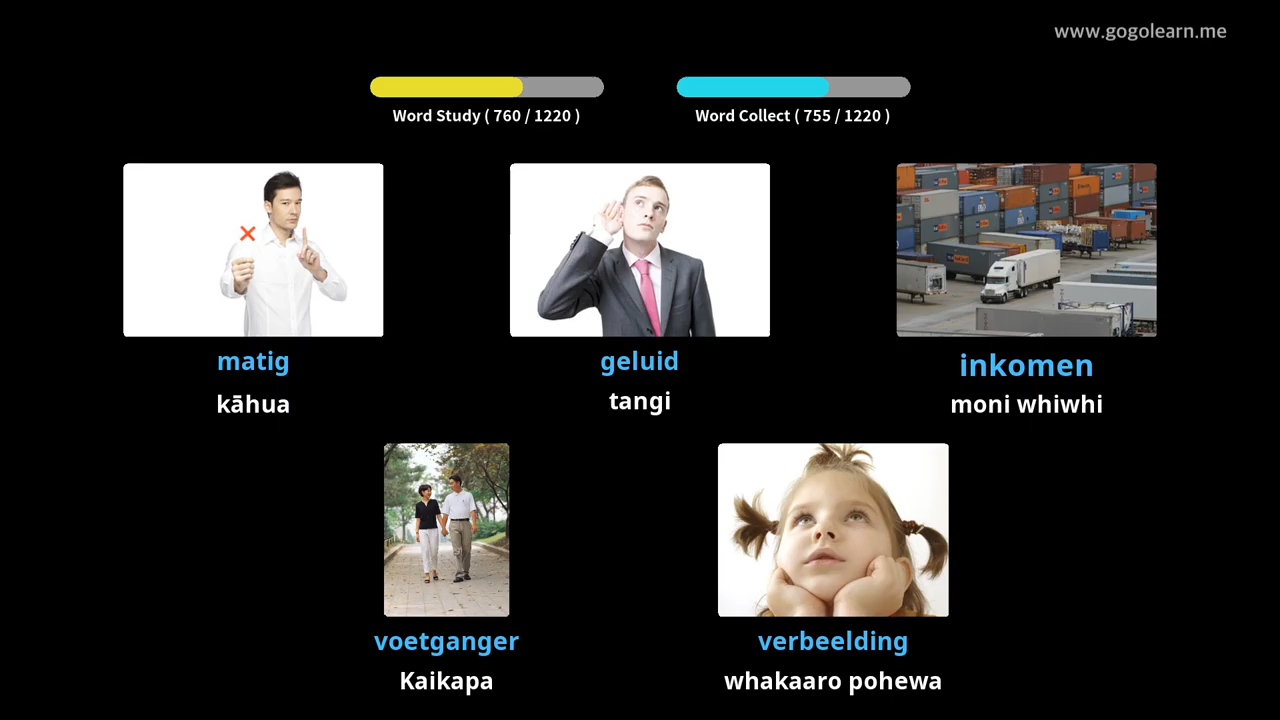 www.gogolearn.me
Word Study ( 760 / 1220 )
Word Collect ( 755 / 1220 )
matig
kāhua
geluid
tangi
inkomen
moni whiwhi
voetganger
Kaikapa
verbeelding
whakaaro pohewa